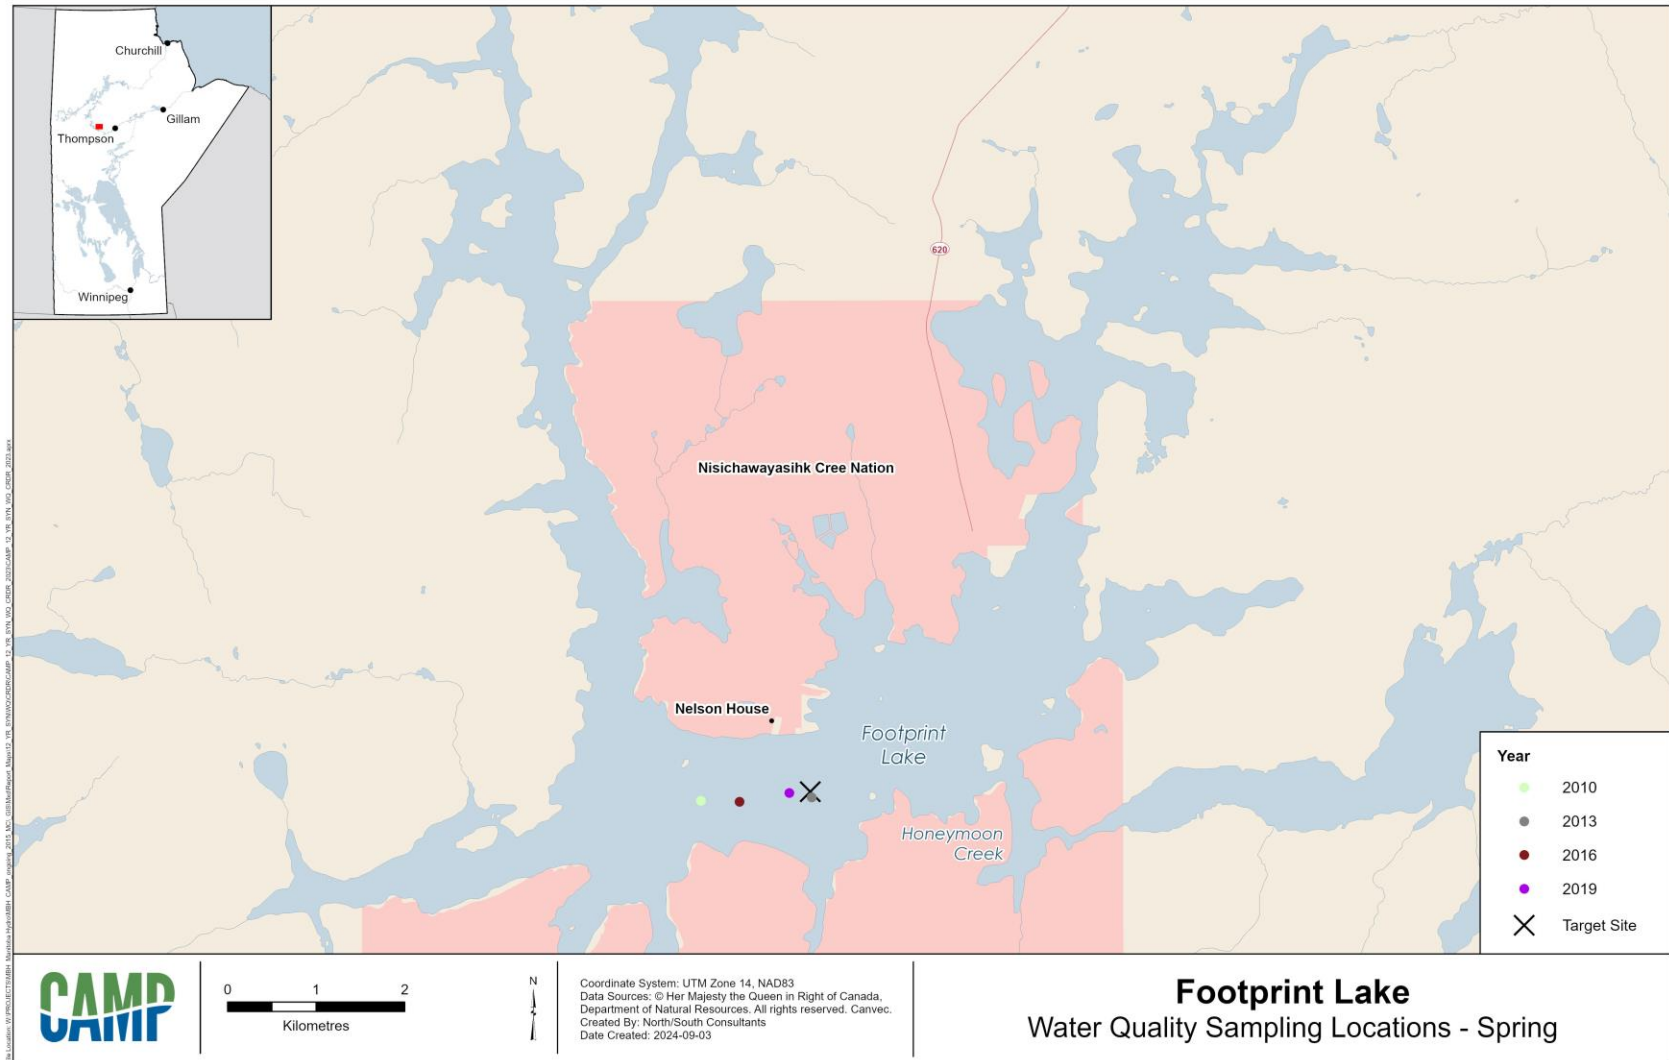 Churchill
Gillam
Thompson
Winnipeg
620
Nisichawayasihk Cree Nation
Nelson House
Footprint
Lake
Honeymoon
Creek
Year
2010
2013
2016
2019
Target Site
CAMP
0 1 2
Kilometres
N
Coordinate System: UTM Zone 14, NAD83
Data Sources: © Her Majesty the Queen in Right of Canada,
Department of Natural Resources. All rights reserved. Canvec.
Created By: North/South Consultants
Date Created: 2024-09-03
Footprint Lake
Water Quality Sampling Locations - Spring